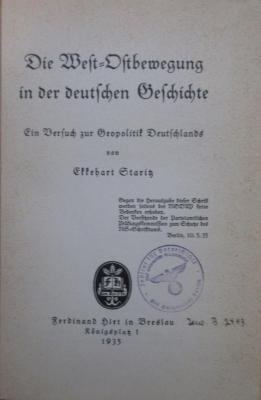 Die West-Ostbewegung
in der deutschen Geschichte
Ein Versuch zur Geopolitik Deutschlands
von
Ekkehart Staritz
Gegen die Herausgabe dieser Schrift
werden seitens der NSDAP keine
Bedenken erhoben.
Der Vorsitzende der Parteiamtlichen
Prüfungskommission zum Schutze des
NS-Schrifttums.
Berlin, 10. 5. 35
Ferdinand Hirt in Breslau
Königsplatz 1
1935